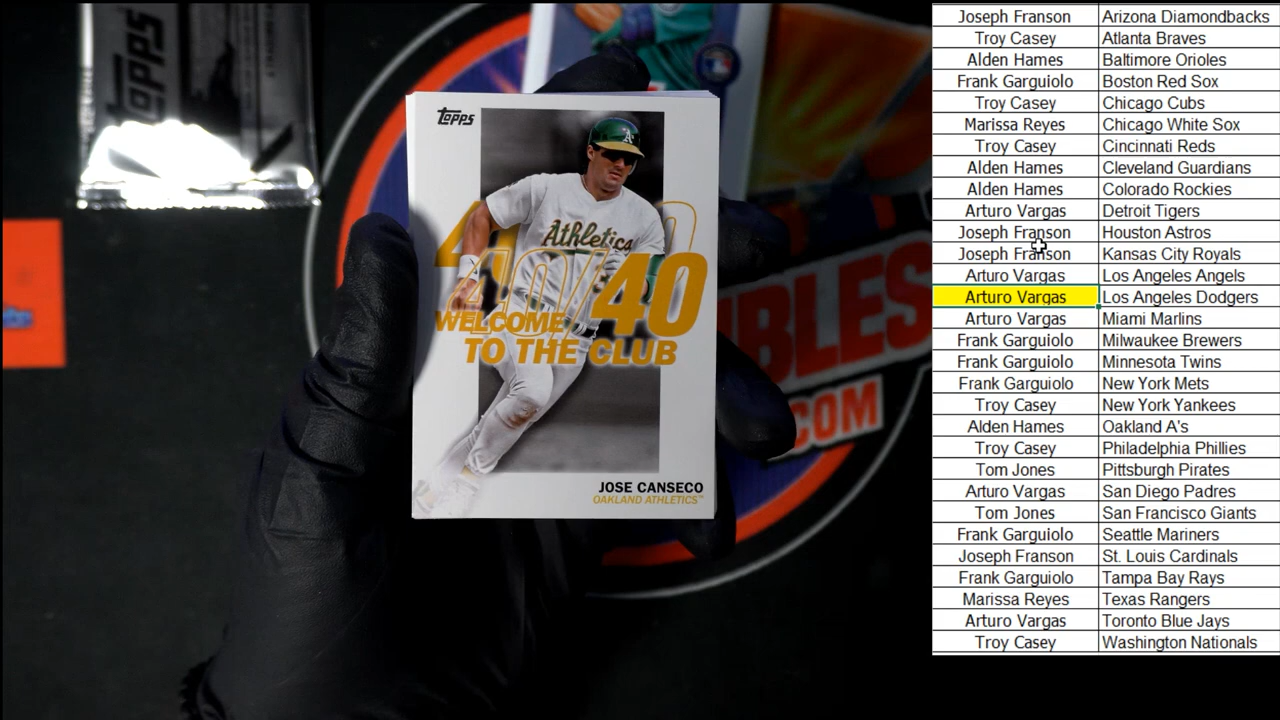 Topps
Topps
A's
Athletics
40/40
WELCOME
TO THE CLUB
JOSE CANSECO
OAKLAND ATHLETICS™
BLES
.COM
Joseph Franson Arizona Diamondbacks
Troy Casey Atlanta Braves
Alden Hames Baltimore Orioles
Frank Garguiolo Boston Red Sox
Troy Casey Chicago Cubs
Marissa Reyes Chicago White Sox
Troy Casey Cincinnati Reds
Alden Hames Cleveland Guardians
Alden Hames Colorado Rockies
Arturo Vargas Detroit Tigers
Joseph Franson Houston Astros
Joseph Franson Kansas City Royals
Arturo Vargas Los Angeles Angels
Arturo Vargas Los Angeles Dodgers
Arturo Vargas Miami Marlins
Frank Garguiolo Milwaukee Brewers
Frank Garguiolo Minnesota Twins
Frank Garguiolo New York Mets
Troy Casey New York Yankees
Alden Hames Oakland A's
Troy Casey Philadelphia Phillies
Tom Jones Pittsburgh Pirates
Arturo Vargas San Diego Padres
Tom Jones San Francisco Giants
Frank Garguiolo Seattle Mariners
Joseph Franson St. Louis Cardinals
Frank Garguiolo Tampa Bay Rays
Marissa Reyes Texas Rangers
Arturo Vargas Toronto Blue Jays
Troy Casey Washington Nationals